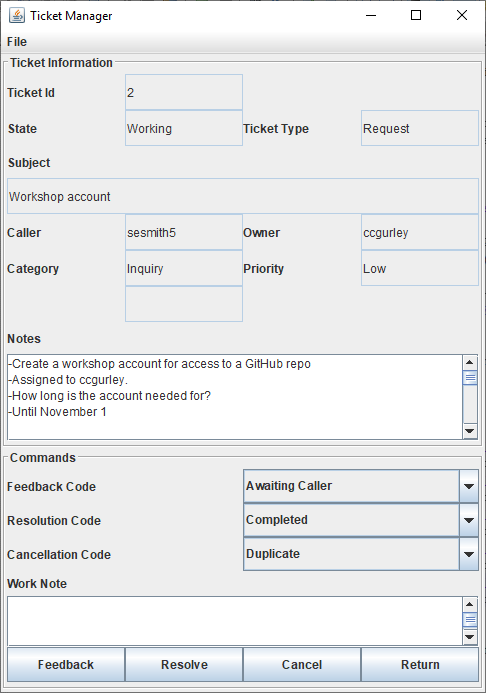 Ticket Manager
File
Ticket Information
Ticket Id 2
State Working Ticket Type Request
Subject
Workshop account
Caller sesmith5 Owner ccgurley
Category Inquiry Priority Low
Notes
-Create a workshop account for access to a GitHub repo
-Assigned to ccgurley.
-How long is the account needed for?
-Until November 1
Commands
Feedback Code Awaiting Caller
Resolution Code Completed
Cancellation Code Duplicate
Work Note
Feedback Resolve Cancel Return